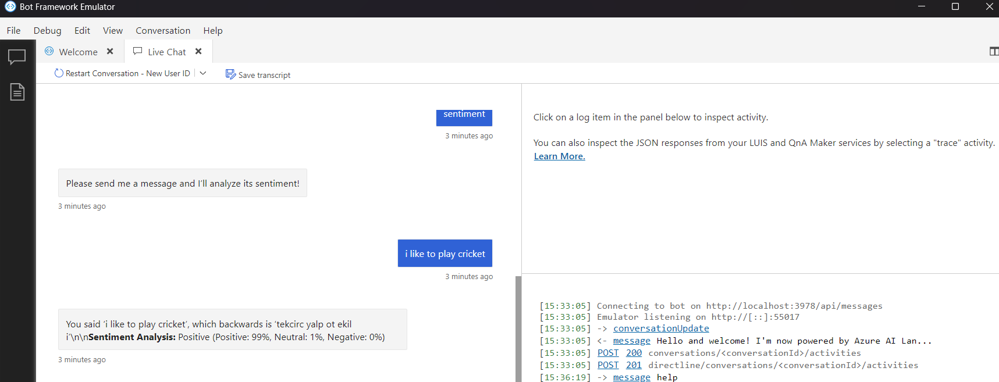 Bot Framework Emulator
File Debug Edit View Conversation Help
Welcome Live Chat
Restart Conversation - New User ID Save transcript
sentiment
3 minutes ago
Please send me a message and I'll analyze its sentiment!
3 minutes ago
i like to play cricket
3 minutes ago
You said 'i like to play cricket', which backwards is 'tekcirc yalp ot ekil
i'\n\nSentiment Analysis: Positive (Positive: 99%, Neutral: 1%, Negative: 0%)
3 minutes ago
Click on a log item in the panel below to inspect activity.
You can also inspect the JSON responses from your LUIS and QnA Maker services by selecting a "trace" activity.
Learn More.
[15:33:05] Connecting to bot on http://localhost:3978/api/messages
[15:33:05] Emulator listening on http://[::]:55017
[15:33:05] -> conversationUpdate
[15:33:05] <- message Hello and welcome! I'm now powered by Azure AI Lan...
[15:33:05] POST 200 conversations/<conversationId>/activities
[15:33:05] POST 201 directline/conversations/<conversationId>/activities
[15:36:19] -> message help